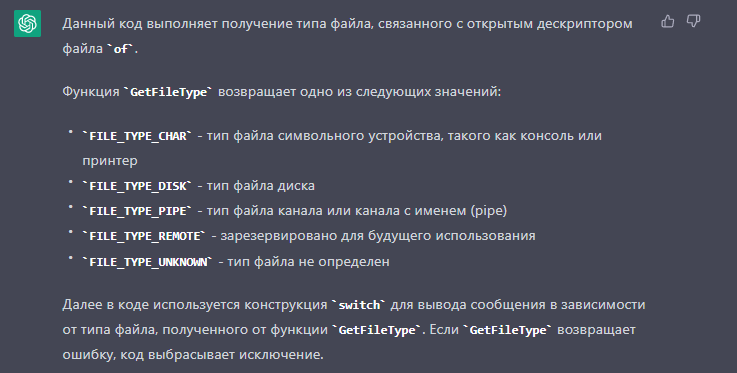 Данный код выполняет получение типа файла, связанного с открытым дескриптором
файла `of`.
Функция `GetFileType` возвращает одно из следующих значений:
• `FILE_TYPE_CHAR` - тип файла символьного устройства, такого как консоль или
принтер
• `FILE_TYPE_DISK` - тип файла диска
• `FILE_TYPE_PIPE` - тип файла канала или канала с именем (pipe)
• `FILE_TYPE_REMOTE` - зарезервировано для будущего использования
• `FILE_TYPE_UNKNOWN` - тип файла не определен
Далее в коде используется конструкция `switch` для вывода сообщения в зависимости
от типа файла, полученного от функции `GetFileType`. Если `GetFileType` возвращает
ошибку, код выбрасывает исключение.